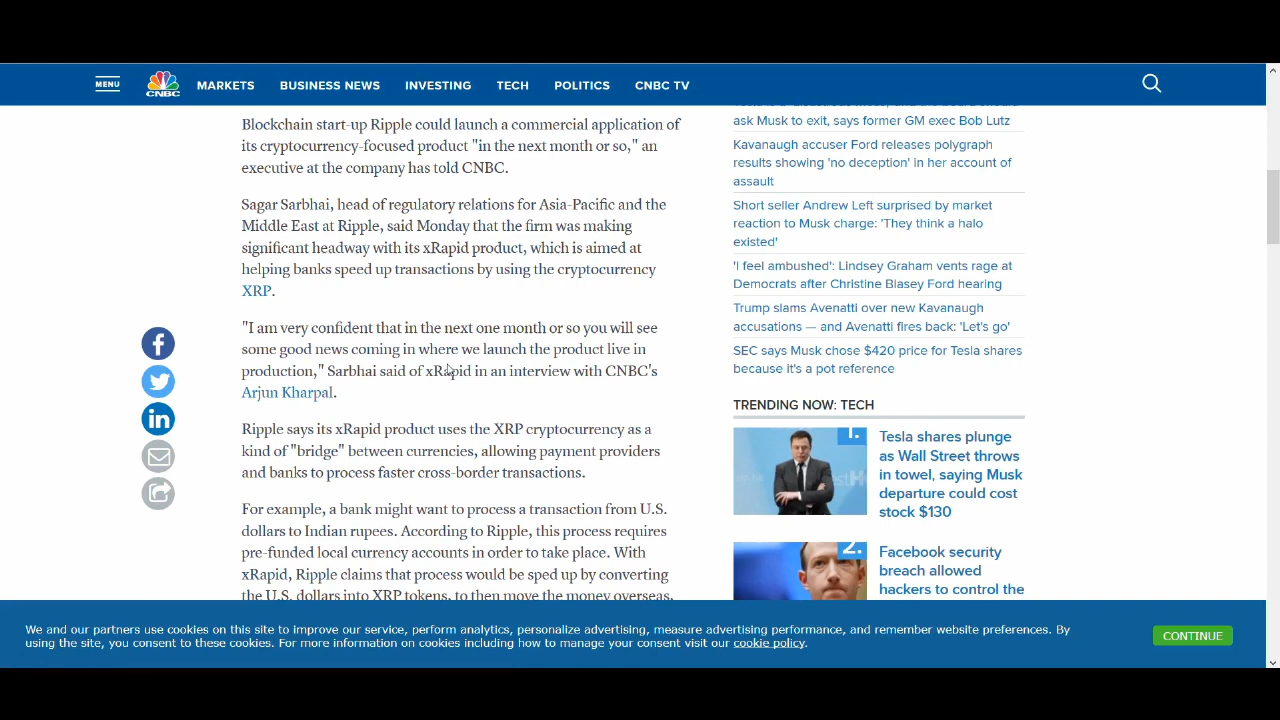 MENU
CNBC
MARKETS
BUSINESS NEWS
INVESTING
TECH
POLITICS
CNBC TV
Blockchain start-up Ripple could launch a commercial application of
its cryptocurrency-focused product "in the next month or so," an
executive at the company has told CNBC.
Sagar Sarbhai, head of regulatory relations for Asia-Pacific and the
Middle East at Ripple, said Monday that the firm was making
significant headway with its xRapid product, which is aimed at
helping banks speed up transactions by using the cryptocurrency
XRP.
"I am very confident that in the next one month or so you will see
some good news coming in where we launch the product live in
production," Sarbhai said of xRapid in an interview with CNBC's
Arjun Kharpal.
Ripple says its xRapid product uses the XRP cryptocurrency as a
kind of "bridge" between currencies, allowing payment providers
and banks to process faster cross-border transactions.
For example, a bank might want to process a transaction from U.S.
dollars to Indian rupees. According to Ripple, this process requires
pre-funded local currency accounts in order to take place. With
xRapid, Ripple claims that process would be sped up by converting
the U.S. dollars into XRP tokens, to then move the money overseas,
ask Musk to exit, says former GM exec Bob Lutz
Kavanaugh accuser Ford releases polygraph
results showing 'no deception' in her account of
assault
Short seller Andrew Left surprised by market
reaction to Musk charge: 'They think a halo
existed'
'I feel ambushed': Lindsey Graham vents rage at
Democrats after Christine Blasey Ford hearing
Trump slams Avenatti over new Kavanaugh
accusations — and Avenatti fires back: 'Let's go'
SEC says Musk chose $420 price for Tesla shares
because it's a pot reference
TRENDING NOW: TECH
1.
Tesla shares plunge
as Wall Street throws
in towel, saying Musk
departure could cost
stock $130
2.
Facebook security
breach allowed
hackers to control the
We and our partners use cookies on this site to improve our service, perform analytics, personalize advertising, measure advertising performance, and remember website preferences. By
using the site, you consent to these cookies. For more information on cookies including how to manage your consent visit our cookie policy.
CONTINUE